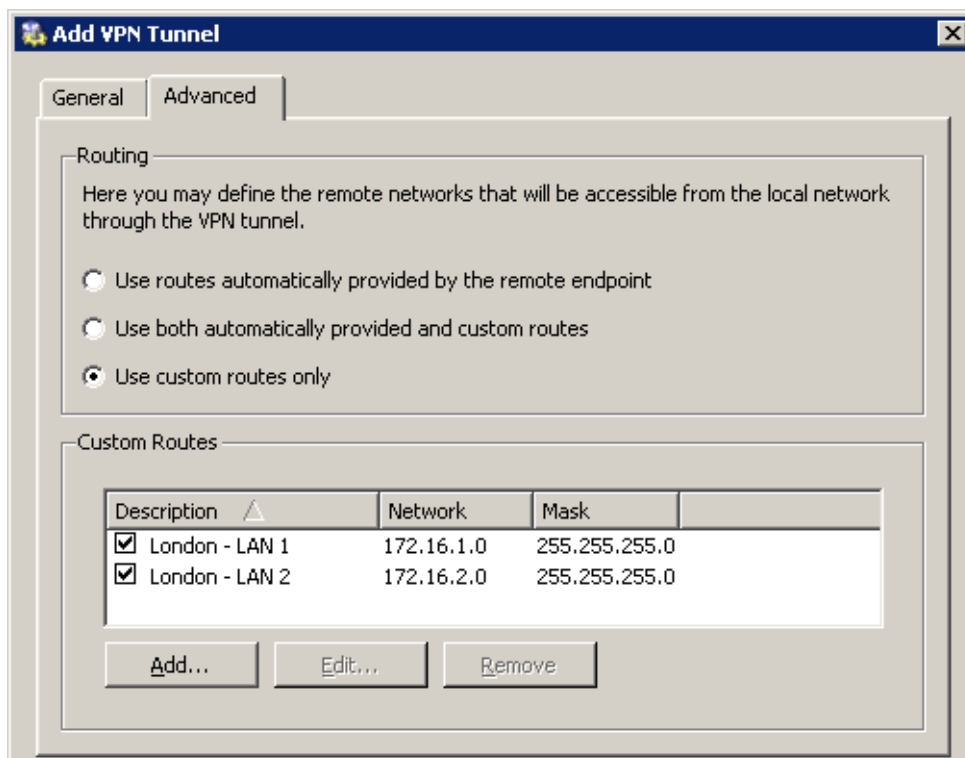 Add VPN Tunnel
General Advanced
Routing
Here you may define the remote networks that will be accessible from the local network
through the VPN tunnel.
Use routes automatically provided by the remote endpoint
Use both automatically provided and custom routes
Use custom routes only
Custom Routes
Description Network Mask
London - LAN 1 172.16.1.0 255.255.255.0
London - LAN 2 172.16.2.0 255.255.255.0
Add... Edit... Remove